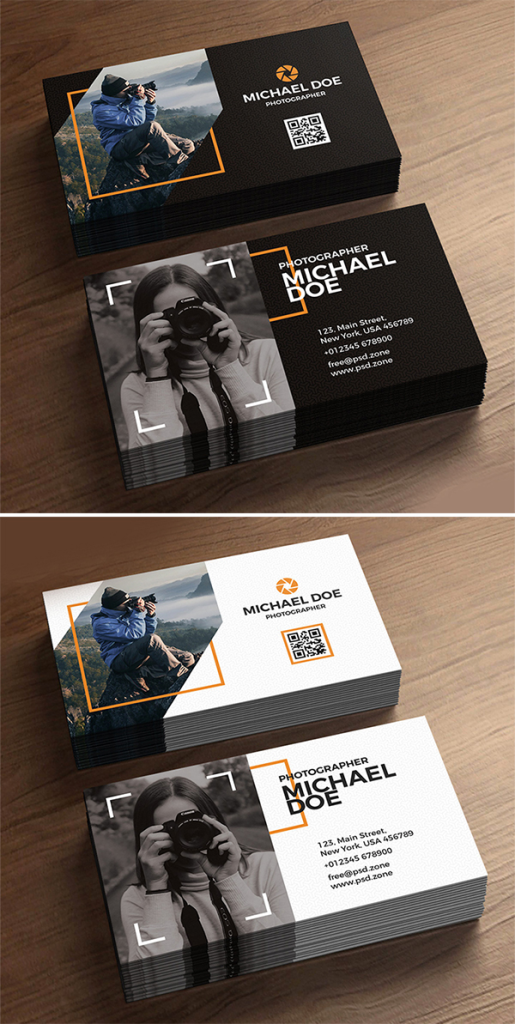 MICHAEL DOE
PHOTOGRAPHER
PHOTOGRAPHER
MICHAEL
DOE
123, Main Street,
New York, USA 456789
+012345 678900
free@psd.zone
www.psd.zone
MICHAEL DOE
PHOTOGRAPHER
PHOTOGRAPHER
MICHAEL
DOE
123, Main Street,
New York, USA 456789
+012345 678900
free@psd.zone
www.psd.zone